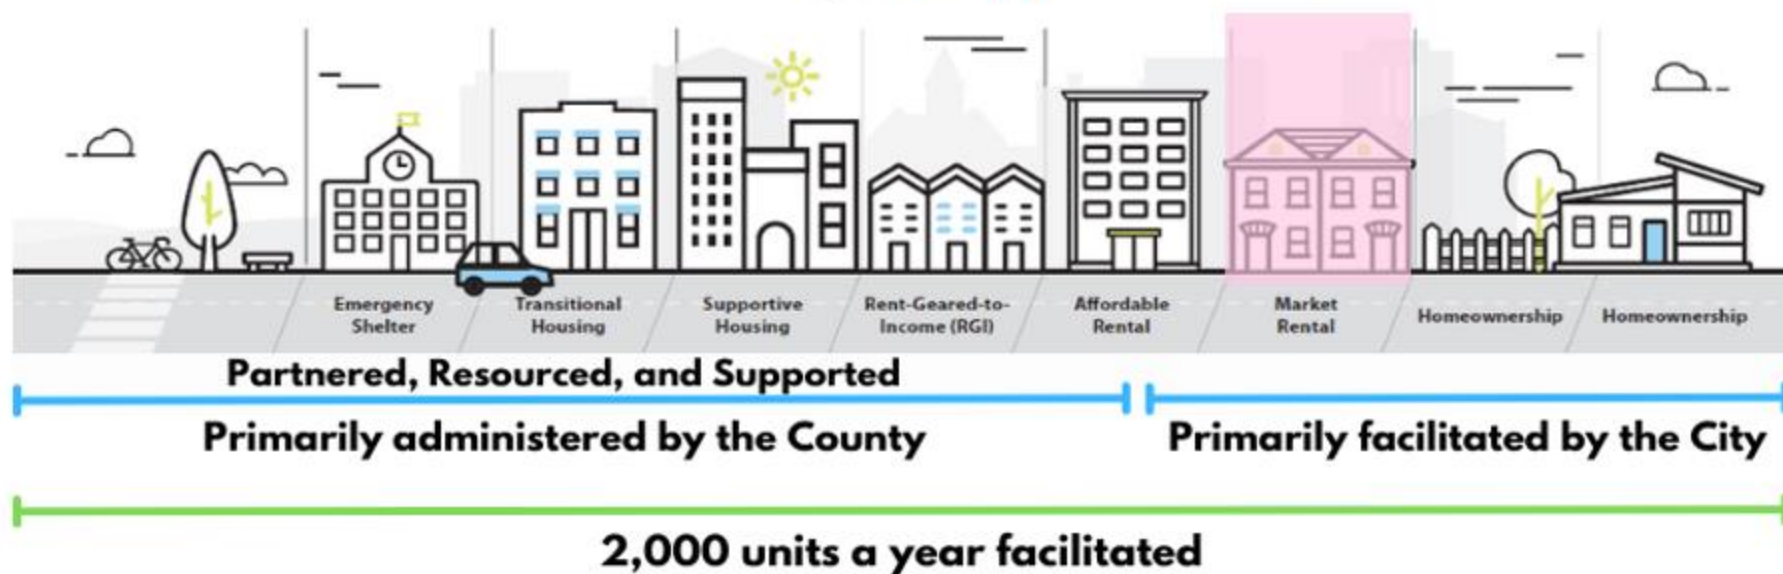 Emergency
Shelter
Transitional
Housing
Supportive
Housing
Rent-Geared-to-
Income (RGI)
Affordable
Rental
Market
Rental
Homeownership
Homeownership
Partnered, Resourced, and Supported
Primarily administered by the County
Primarily facilitated by the City
2,000 units a year facilitated